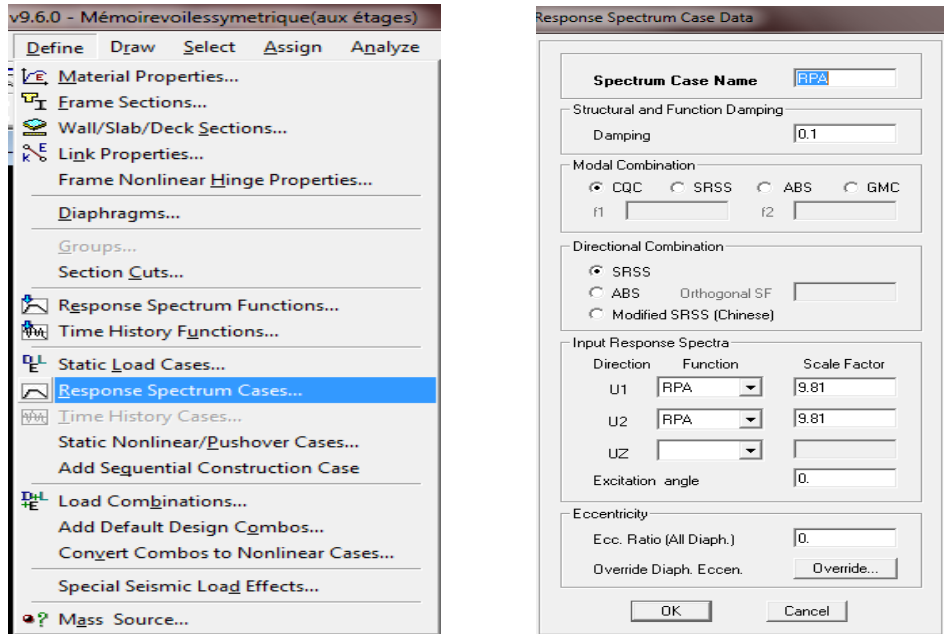 v9.6.0 - Mémoirevoilessymetrique(aux étages)
Define Draw Select Assign Analyze
Material Properties...
Frame Sections...
Wall/Slab/Deck Sections...
Link Properties...
Frame Nonlinear Hinge Properties...
Diaphragms...
Groups...
Section Cuts...
Response Spectrum Functions...
Time History Functions...
Static Load Cases...
Response Spectrum Cases...
Time History Cases...
Static Nonlinear/Pushover Cases...
Add Sequential Construction Case
Load Combinations...
Add Default Design Combos...
Convert Combos to Nonlinear Cases...
Special Seismic Load Effects...
Mass Source...
Response Spectrum Case Data
Spectrum Case Name RPA
Structural and Function Damping
Damping 0.1
Modal Combination
CQC SRSS ABS GMC
f1 f2
Directional Combination
SRSS
ABS Orthogonal SF
Modified SRSS (Chinese)
Input Response Spectra
Direction Function Scale Factor
U1 RPA 9.81
U2 RPA 9.81
UZ
Excitation angle 0.
Eccentricity
Ecc. Ratio (All Diaph.) 0.
Override Diaph. Eccen. Override...
OK Cancel